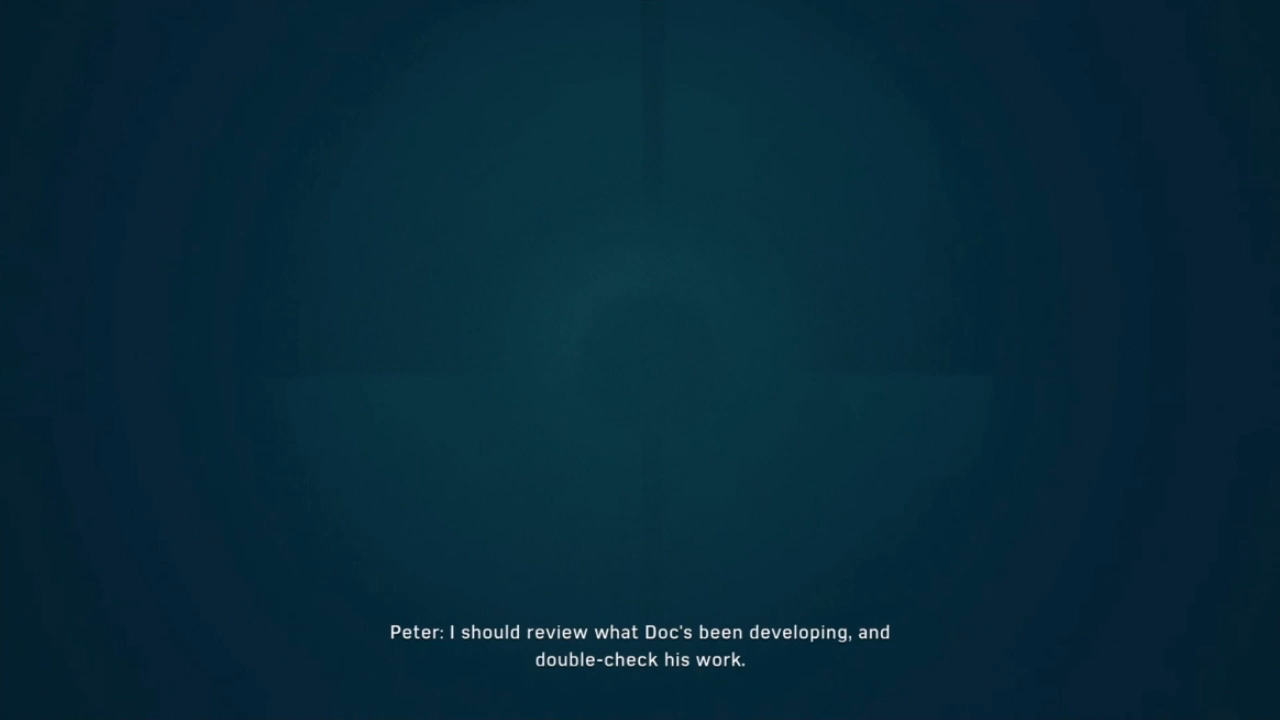 Peter: I should review what Doc's been developing, and
double-check his work.